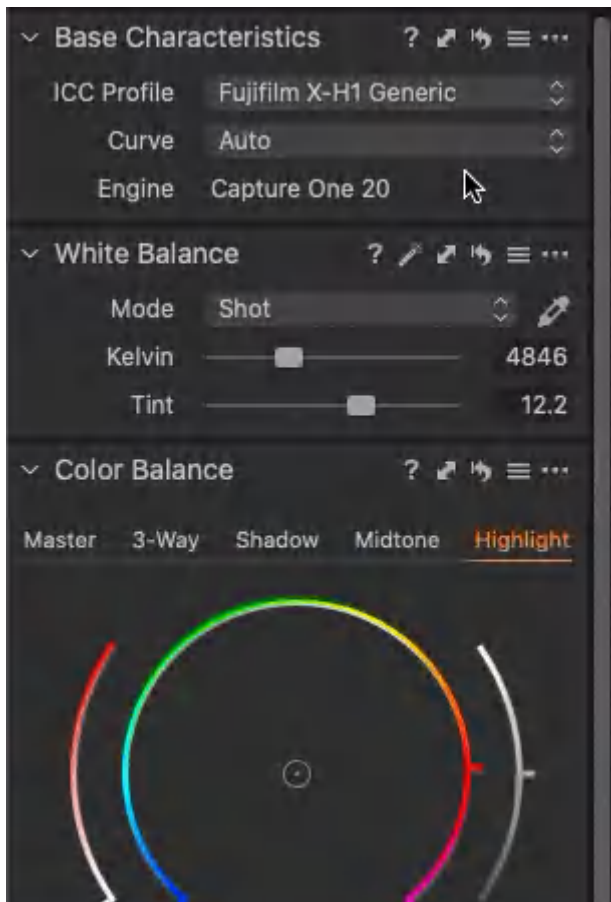 Base Characteristics ? ...
ICC Profile Fujifilm X-H1 Generic
Curve Auto
Engine Capture One 20
White Balance ? ...
Mode Shot
Kelvin 4846
Tint 12.2
Color Balance ? ...
Master 3-Way Shadow Midtone Highlight